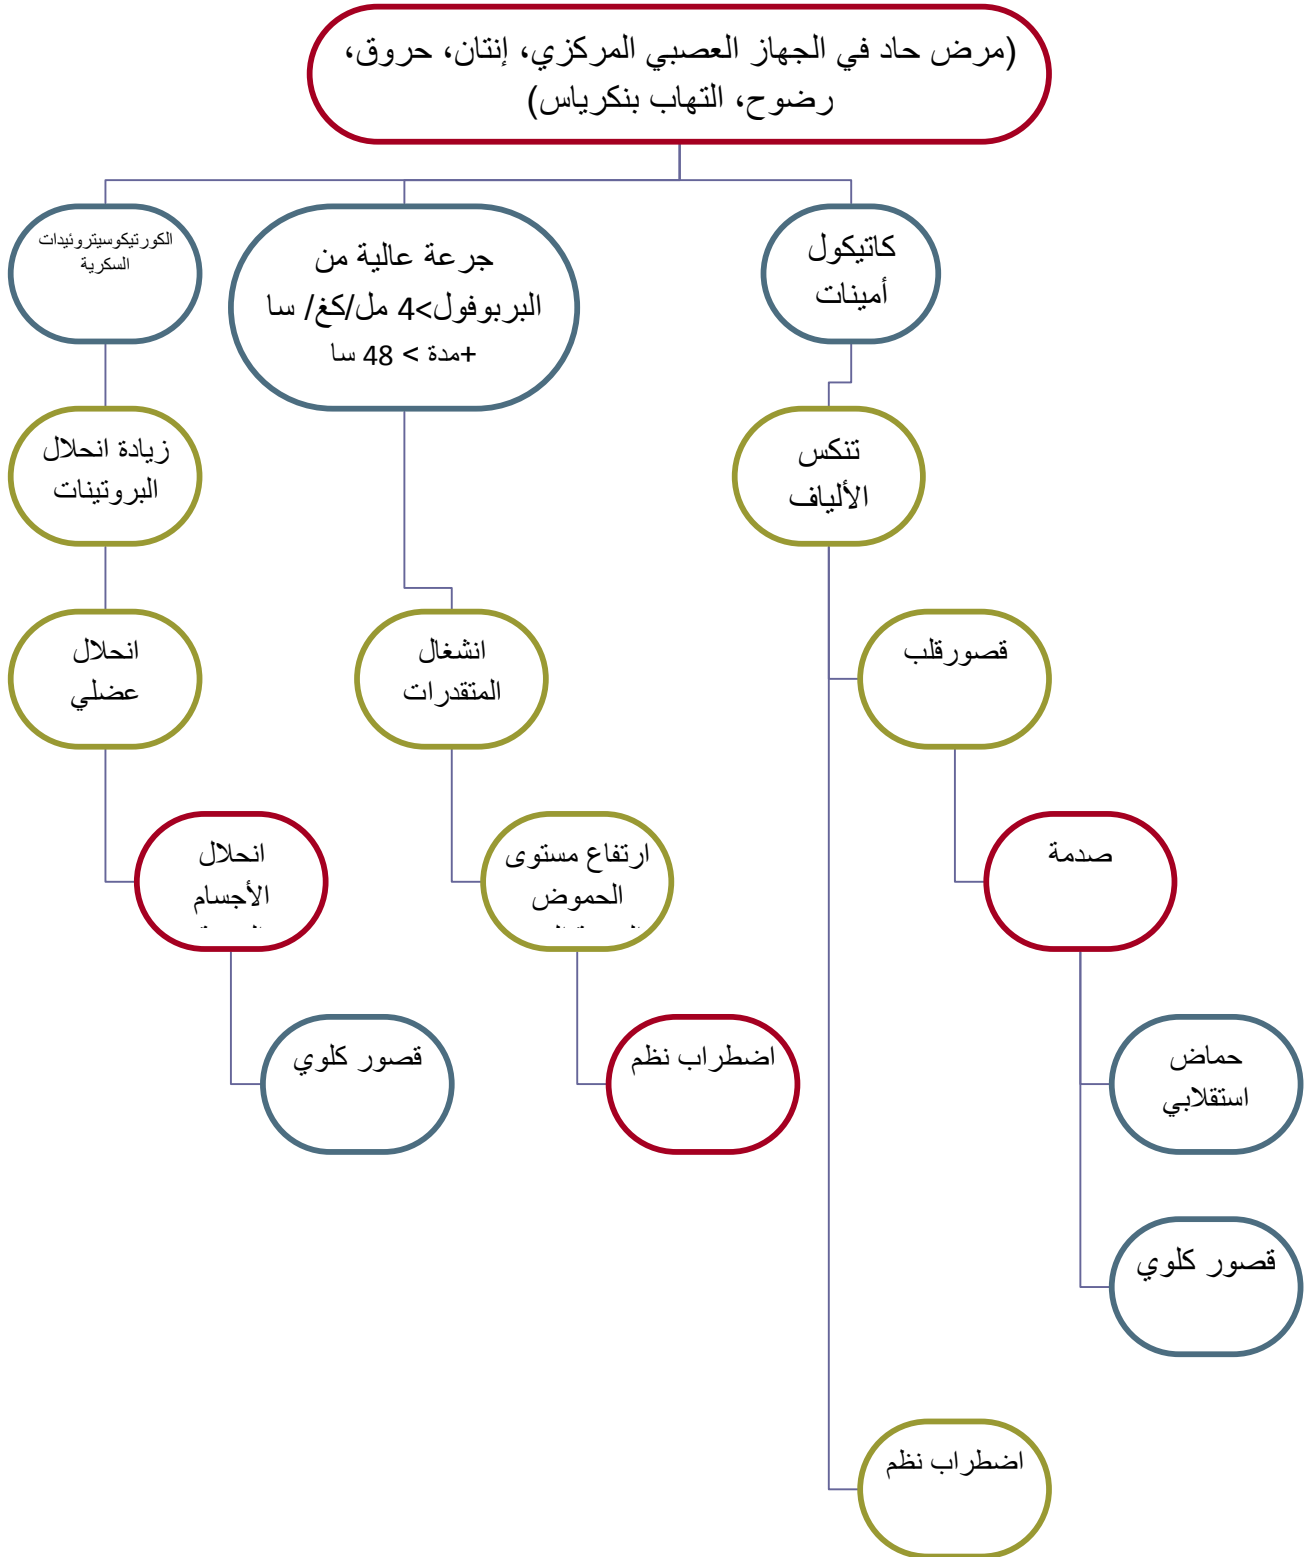 (مرض حاد في الجهاز العصبي المركزي، إنتان، حروق،
رضوح، التهاب بنكرياس)
كاتيكول
أمينات
جرعة عالية من
البربوفول>4 مل/كغ/ سا
+مدة > 48 سا
الكورتيكوسيتروئيدات
السكرية
تنكس
الألياف
زيادة انحلال
البروتينات
قصورقلب
انشغال
المتقدرات
انحلال
عضلي
صدمة
ارتفاع مستوى
الحموض
انحلال
الأجسام
حماض
استقلابي
اضطراب نظم
قصور كلوي
قصور كلوي
اضطراب نظم